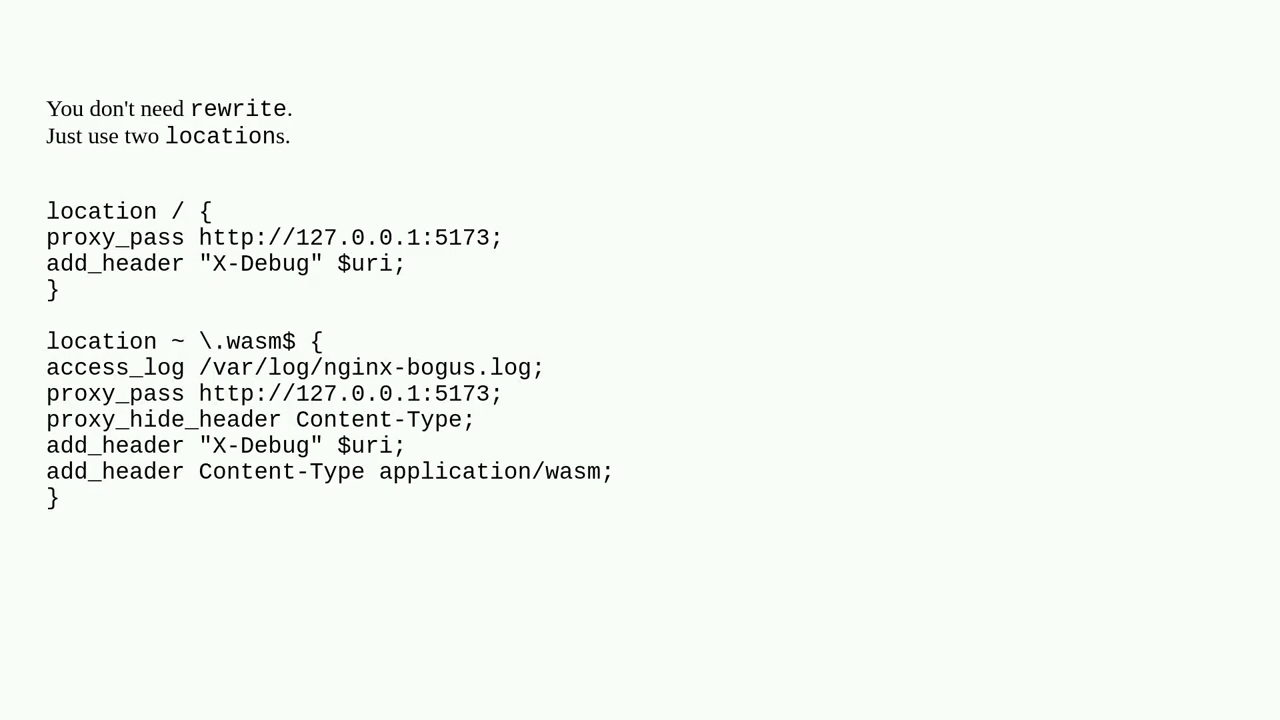 You don't need rewrite.
Just use two locations.
location / {
proxy_pass http://127.0.0.1:5173;
add_header "X-Debug" $uri;
}
location ~ \.wasm$ {
access_log /var/log/nginx-bogus.log;
proxy_pass http://127.0.0.1:5173;
proxy_hide_header Content-Type;
add_header "X-Debug" $uri;
add_header Content-Type application/wasm;
}